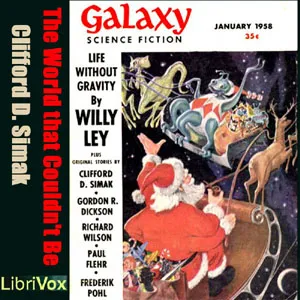 The World that Couldn't Be
Clifford D. Simak
LibriVox
Galaxy
SCIENCE FICTION
JANUARY 1958
35¢
LIFE
WITHOUT
GRAVITY
By
WILLY
LEY
PLUS
ORIGINAL STORIES BY
CLIFFORD
D. SIMAK
GORDON R.
DICKSON
RICHARD
WILSON
PAUL
FLEHR
FREDERIK
POHL